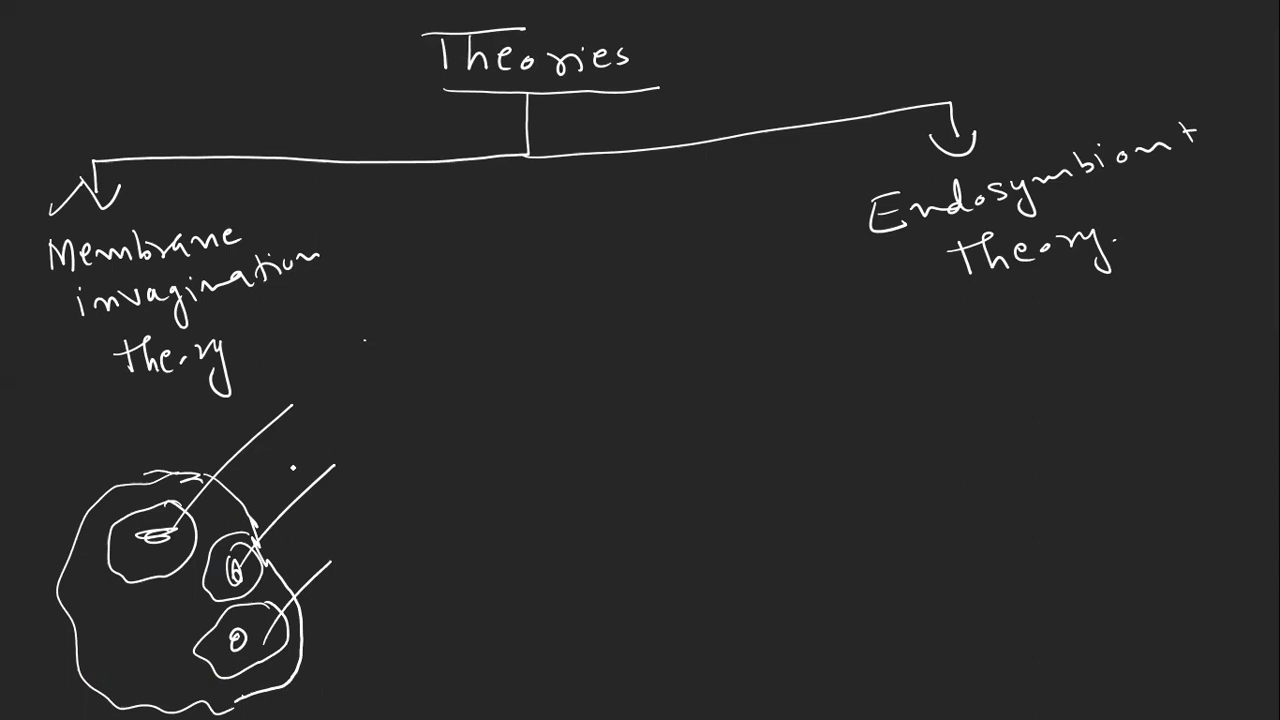 Theories
Membrane
invagination
theory
Endosymbiont
theory.